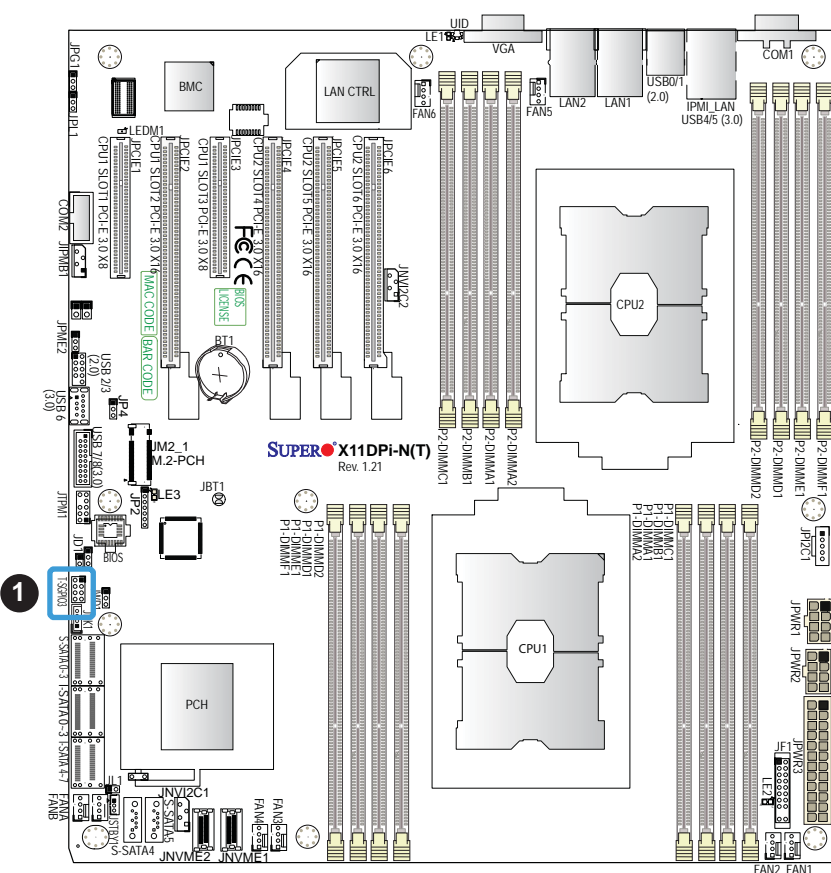 UID
LE1
VGA
COM1
JPG1
JPL1
BMC
LAN CTRL
FAN6
FAN5
LAN2
LAN1
USB0/1
(2.0)
IPMI_LAN
USB4/5 (3.0)
LEDM1
JPCIE1
CPU1 SLOT1 PCI-E 3.0 X8
JPCIE2
CPU1 SLOT2 PCI-E 3.0 X16
JPCIE3
CPU1 SLOT3 PCI-E 3.0 X8
JPCIE4
CPU2 SLOT4 PCI-E 3.0 X16
JPCIE5
CPU2 SLOT5 PCI-E 3.0 X16
JPCIE6
CPU2 SLOT6 PCI-E 3.0 X16
COM2
JIPMB1
FC CE
JNVI2C2
MAC CODE
BAR CODE
BIOS
LICENSE
BT1
CPU2
JPME2
USB 2/3
(2.0)
USB 6
(3.0)
JP4
USB 7/8(3.0)
JM2_1
M.2-PCH
SUPER X11DPi-N(T)
Rev. 1.21
P2-DIMMC1
P2-DIMMB1
P2-DIMMA1
P2-DIMMA2
P2-DIMMD2
P2-DIMMD1
P2-DIMME1
P2-DIMMF1
LE3
JBT1
JTPM1
JP2
BIOS
JD1
P1-DIMMD2
P1-DIMMD1
P1-DIMME1
P1-DIMMF1
P1-DIMMC1
P1-DIMMB1
P1-DIMMA1
P1-DIMMA2
JPI2C1
1
T-SGPIO3
S-SATA0-3
I-SATA 0~3
I-SATA 4-7
PCH
CPU1
JPWR1
JPWR2
JPWR3
JF1
LE2
FANA
FANB
JL1
JSTBY1
S-SATA4
S-SATA5
JNVI2C1
JNVME2
JNVME1
FAN4
FAN3
FAN2
FAN1